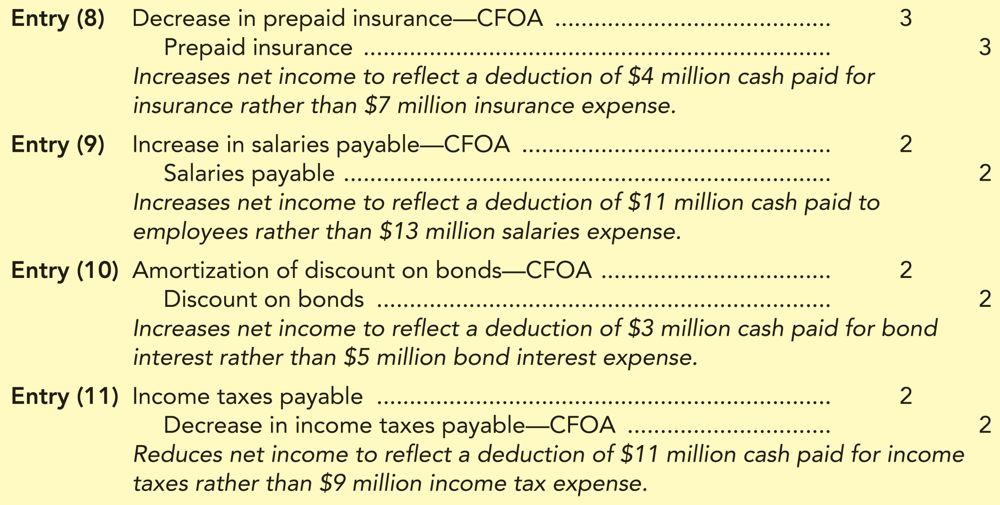 Entry (8) Decrease in prepaid insurance—CFOA .......................................... 3
Prepaid insurance ....................................................................... 3
Increases net income to reflect a deduction of $4 million cash paid for
insurance rather than $7 million insurance expense.
Entry (9) Increase in salaries payable—CFOA ............................................... 2
Salaries payable .......................................................................... 2
Increases net income to reflect a deduction of $11 million cash paid to
employees rather than $13 million salaries expense.
Entry (10) Amortization of discount on bonds—CFOA ................................... 2
Discount on bonds ..................................................................... 2
Increases net income to reflect a deduction of $3 million cash paid for bond
interest rather than $5 million bond interest expense.
Entry (11) Income taxes payable ..................................................................... 2
Decrease in income taxes payable—CFOA ............................... 2
Reduces net income to reflect a deduction of $11 million cash paid for income
taxes rather than $9 million income tax expense.